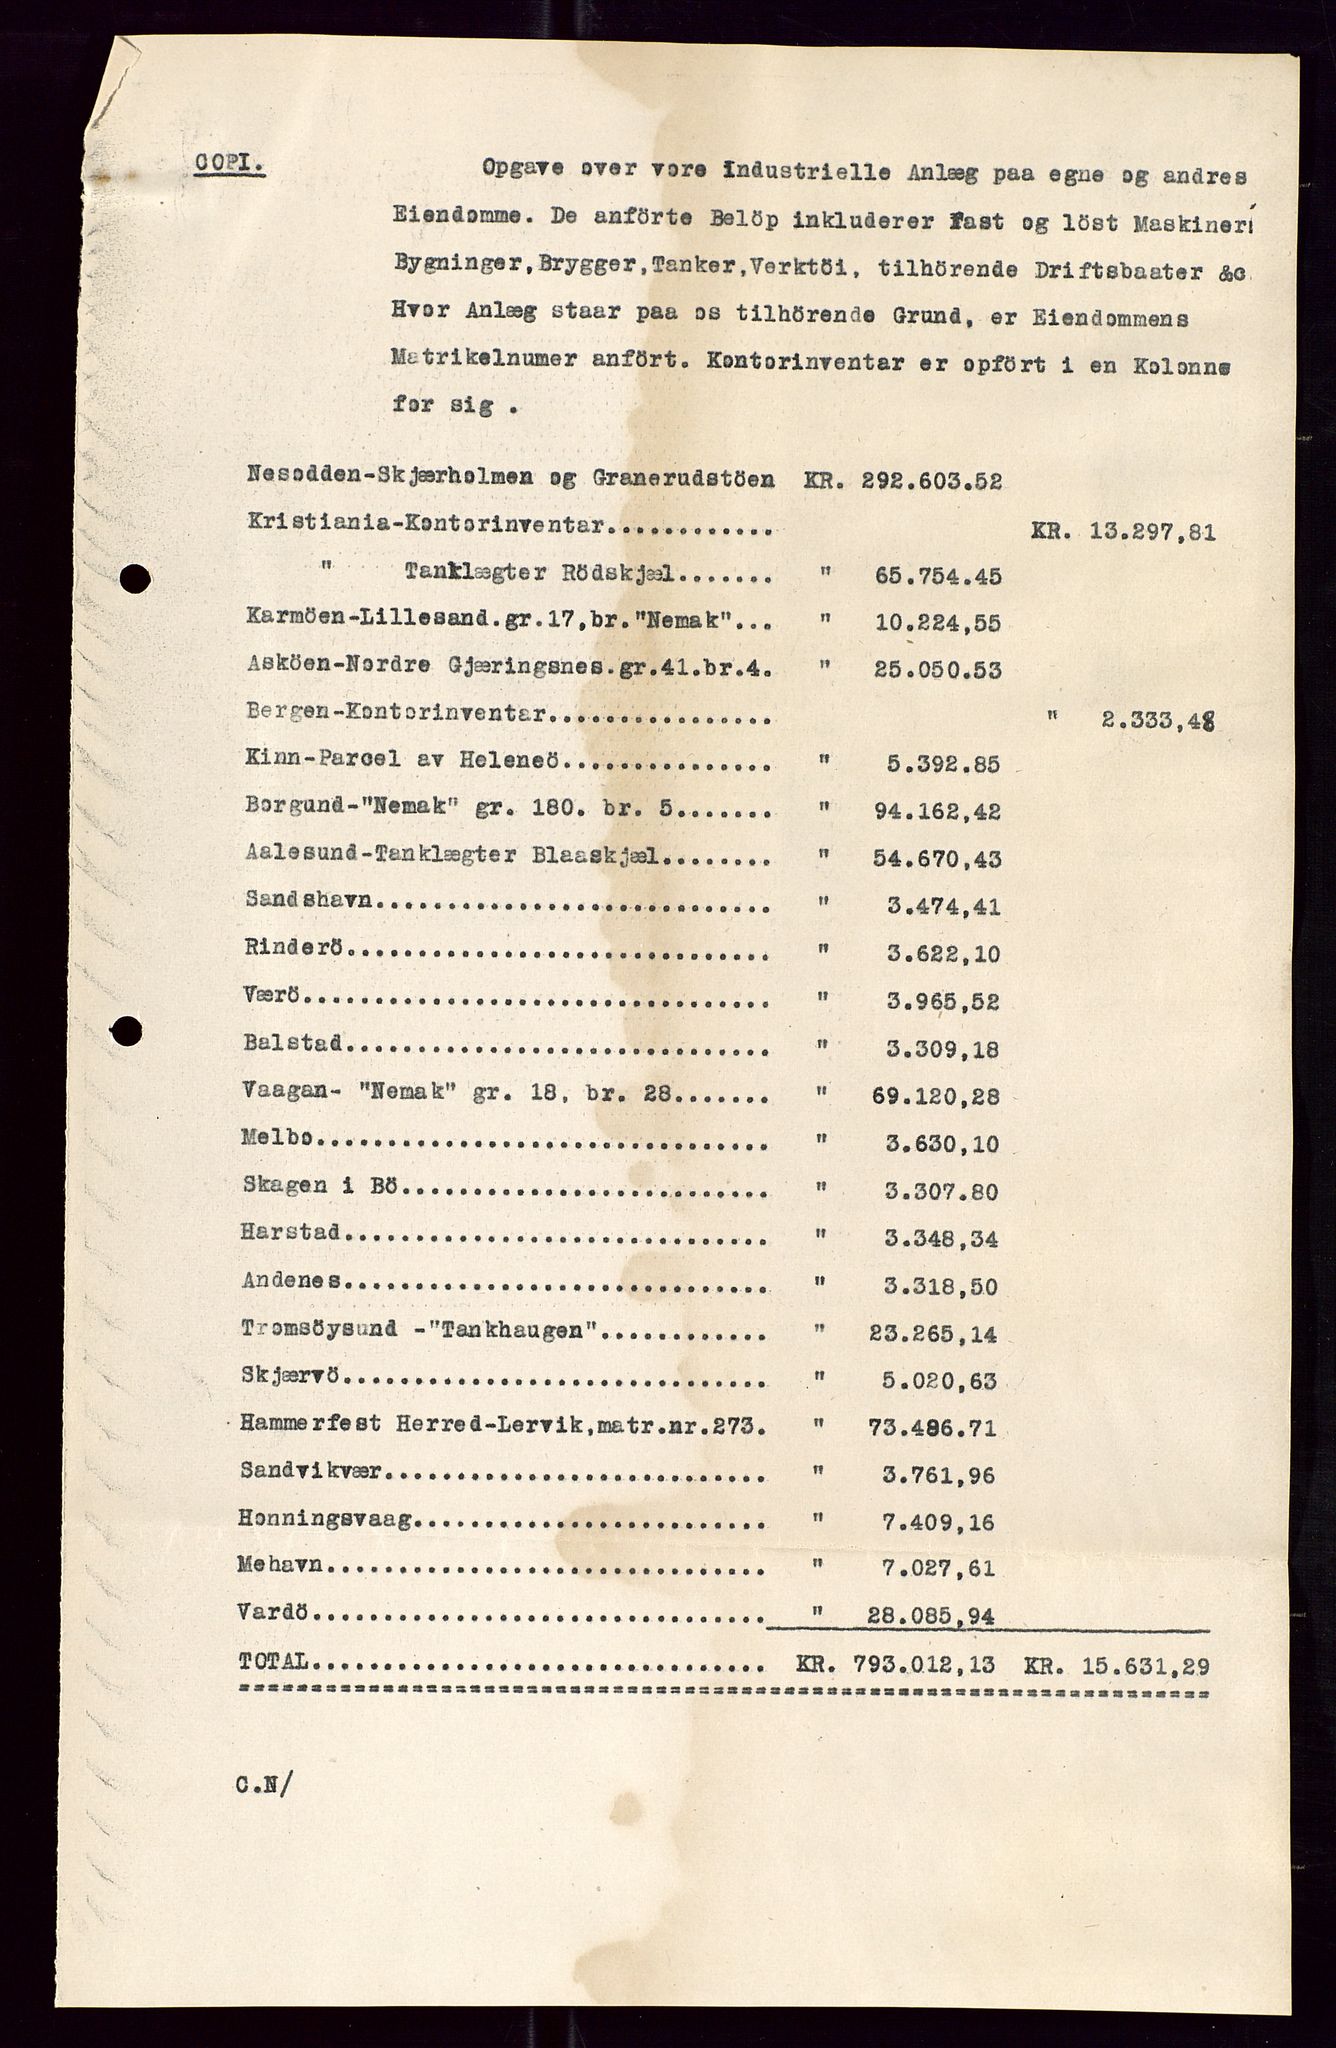 COPI.
Opgave over vore Industrielle Anlæg paa egne og andres
Eiendomme. De anförte Belöp inkluderer Fast og löst Maskineri
Bygninger,Brygger,Tanker,Verktöi, tilhörende Driftsbaater &c
Hvor Anlæg staar paa os tilhörende Grund, er Eiendommens
Matrikelnumer anfört. Kontorinventar er opfört i en Kolonne
for sig .
Nesodden-Skjærholmen og Granerudstöen KR. 292.603.52
Kristiania-Kontorinventar............ KR. 13.297,81
" Tanklægter Rödskjæl....... " 65.754.45
Karmöen-Lillesand.gr.17,br."Nemak"... " 10.224,55
Asköen-Nordre Gjæringsnes.gr.41.br.4. " 25.050.53
Bergen-Kontorinventar................ " 2.333,48
Kinn-Parcel av Heleneö............... " 5.392.85
Borgund-"Nemak" gr. 180. br. 5....... " 94.162,42
Aalesund-Tanklægter Blaaskjæl........ " 54.670,43
Sandshavn............................ " 3.474,41
Rinderö.............................. " 3.622,10
Værö................................. " 3.965,52
Balstad.............................. " 3.309,18
Vaagan- "Nemak" gr. 18, br. 28....... " 69.120,28
Melbo................................ " 3.630,10
Skagen i Bö.......................... " 3.307.80
Harstad.............................. " 3.348,34
Andenes.............................. " 3.318,50
Tromsöysund -"Tankhaugen"............ " 23.265,14
Skjærvö.............................. " 5.020,63
Hammerfest Herred-Lervik,matr.nr.273. " 73.486.71
Sandvikvær........................... " 3.761,96
Honningsvaag......................... " 7.409,16
Mehavn............................... " 7.027,61
Vardö................................ " 28.085,94
TOTAL................................ KR. 793.012,13 KR. 15.631,29
C.N/